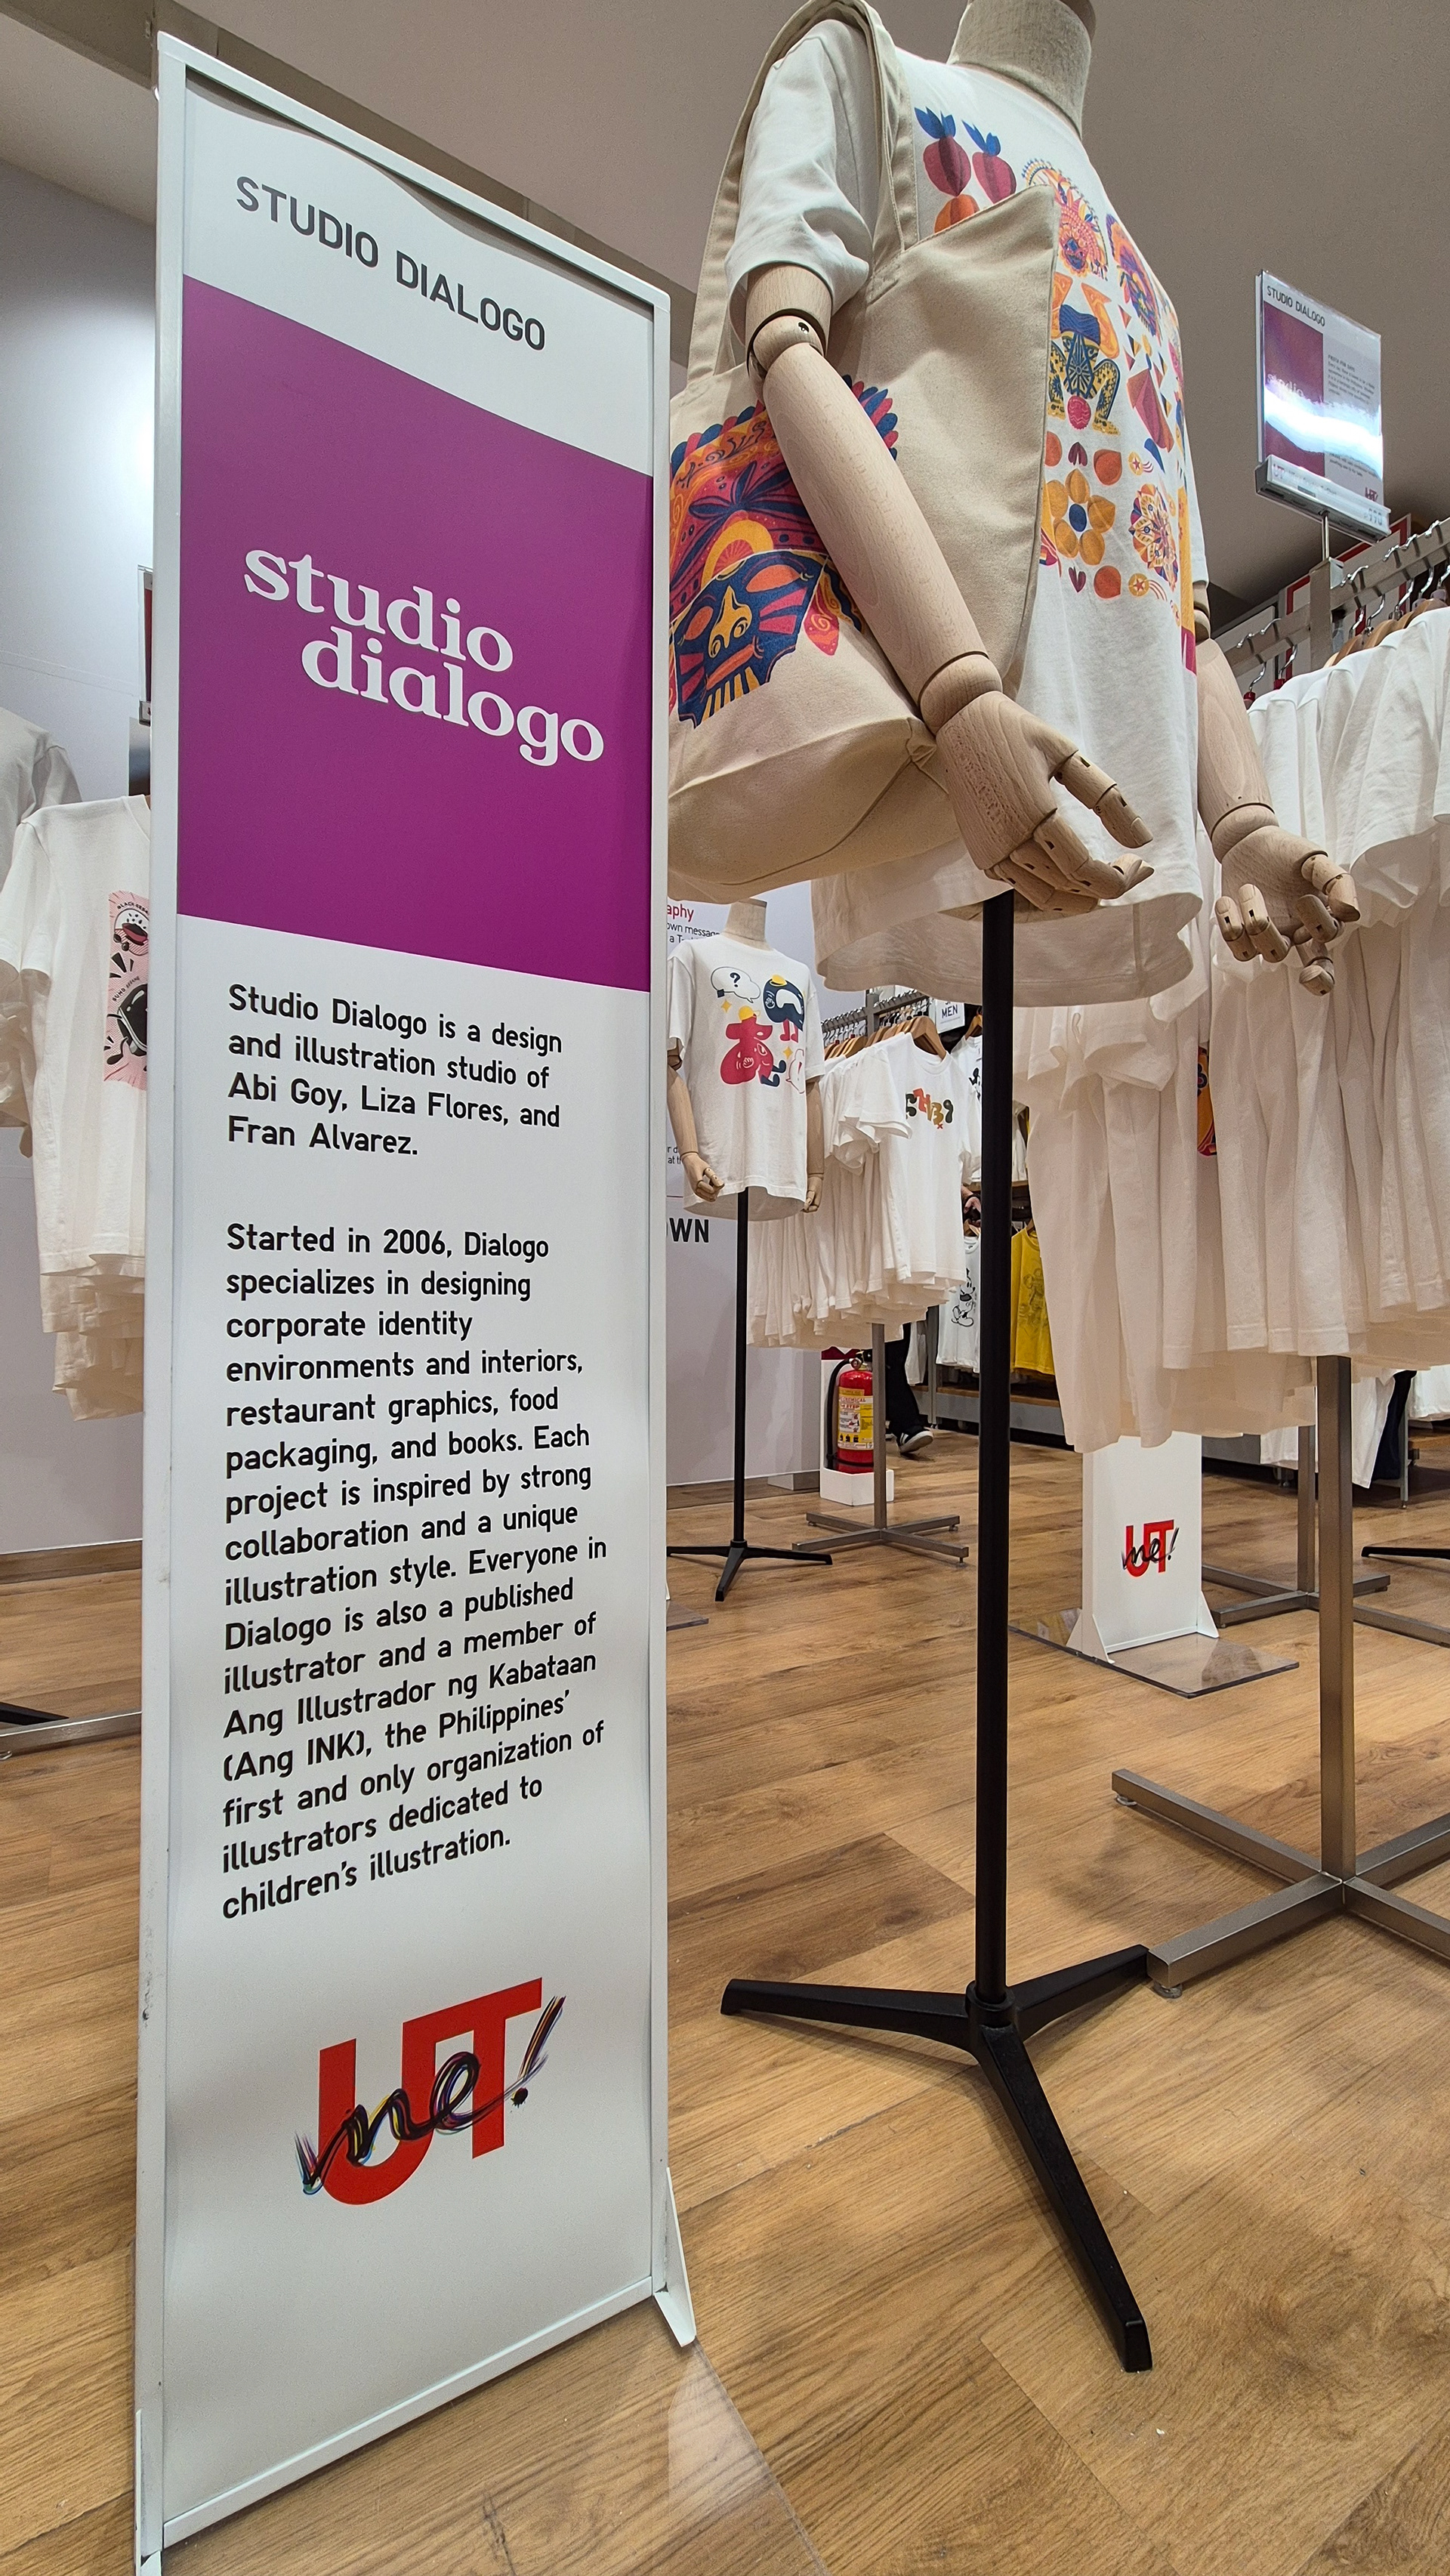 STUDIO DIALOGO
studio
dialogo
Studio Dialogo is a design
and illustration studio of
Abi Goy, Liza Flores, and
Fran Alvarez.
Started in 2006, Dialogo
specializes in designing
corporate identity
environments and interiors,
restaurant graphics, food
packaging, and books. Each
project is inspired by strong
collaboration and a unique
illustration style. Everyone in
Dialogo is also a published
illustrator and a member of
Ang Illustrador ng Kabataan
(Ang INK), the Philippines'
first and only organization of
illustrators dedicated to
children's illustration.
UT
me!
STUDIO DIALOGO
studio
MEN
?
UT
me!